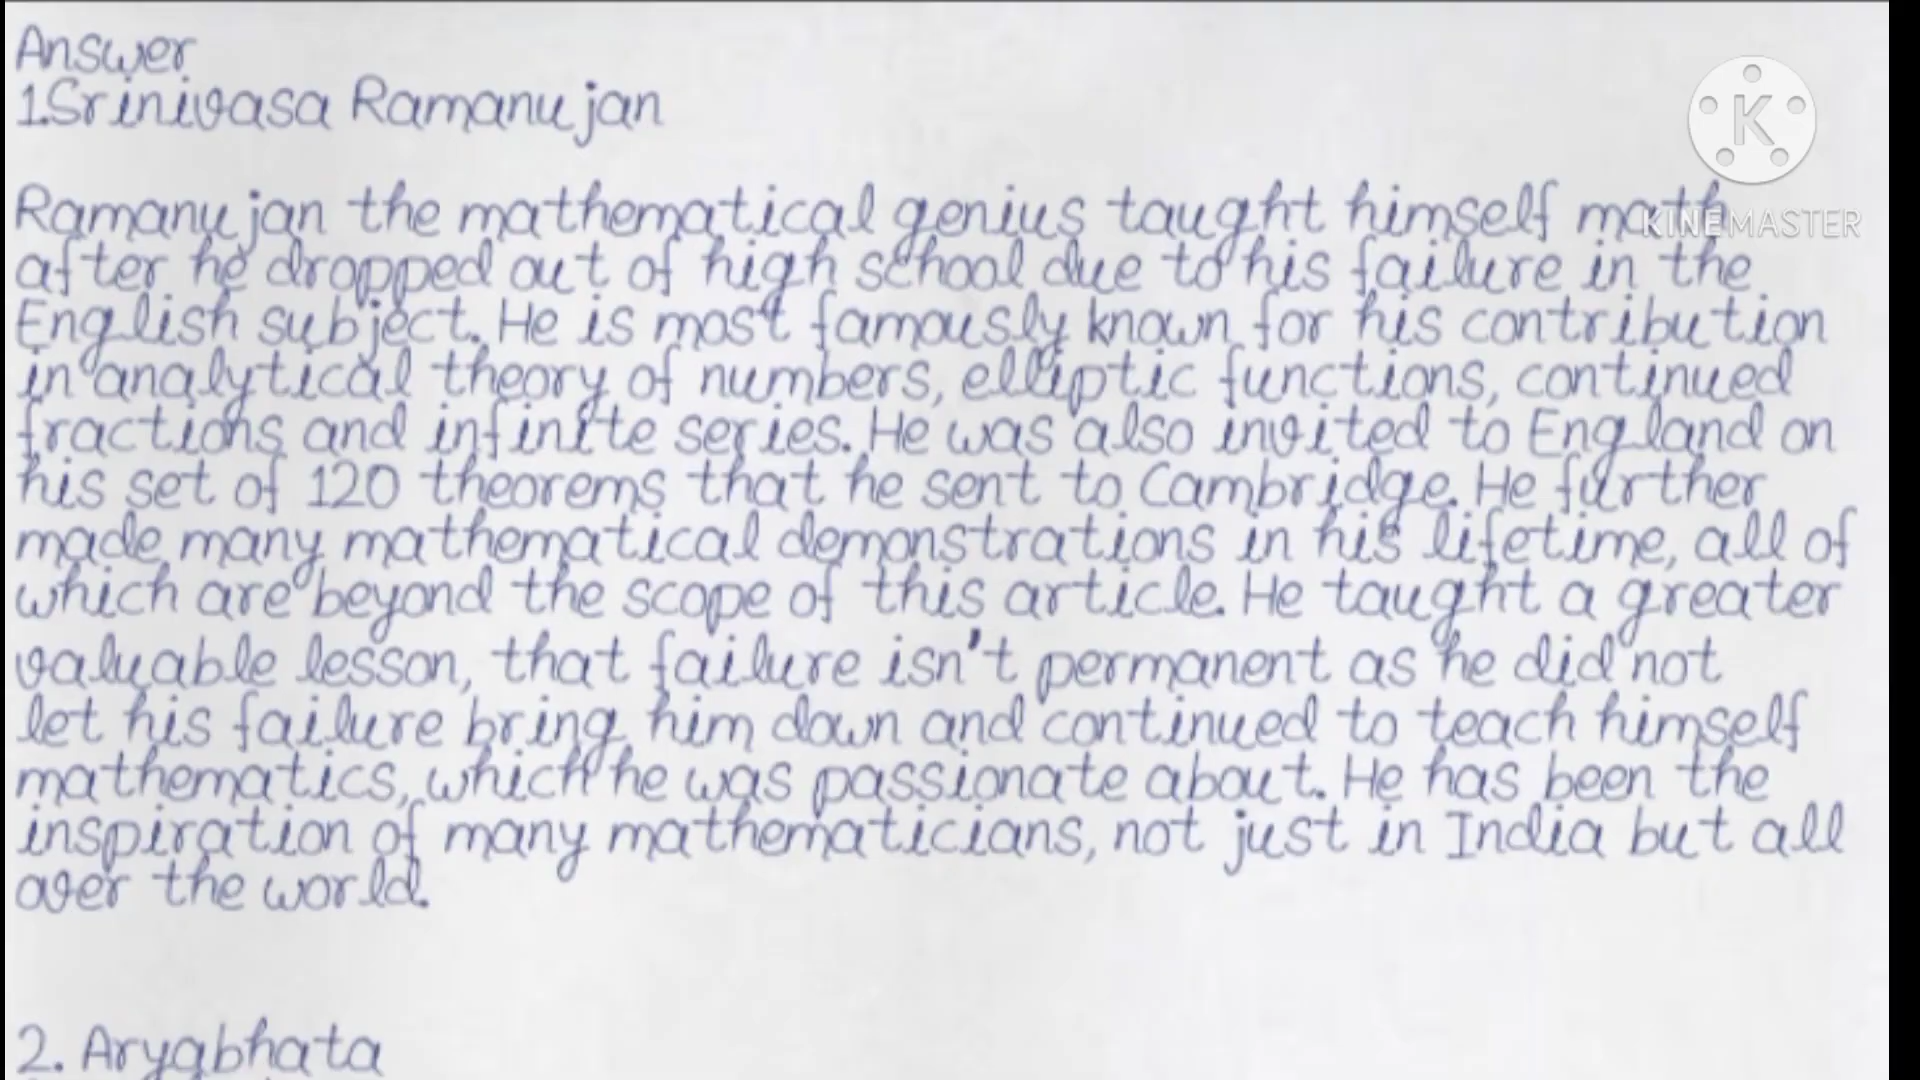 Answer
1.Srinivasa Ramanujan
K
KINEMASTER
Ramanujan the mathematical genius taught himself math
after he dropped out of high school due to his failure in the
English subject. He is most famously known for his contribution
in analytical theory of numbers, elliptic functions, continued
fractions and infinite series. He was also invited to England on
his set of 120 theorems that he sent to Cambridge. He further
made many mathematical demonstrations in his lifetime, all of
which are beyond the scope of this article. He taught a greater
valuable lesson, that failure isn't permanent as he did not
let his failure bring him down and continued to teach himself
mathematics, which he was passionate about. He has been the
inspiration of many mathematicians, not just in India but all
over the world.
2. Aryabhata